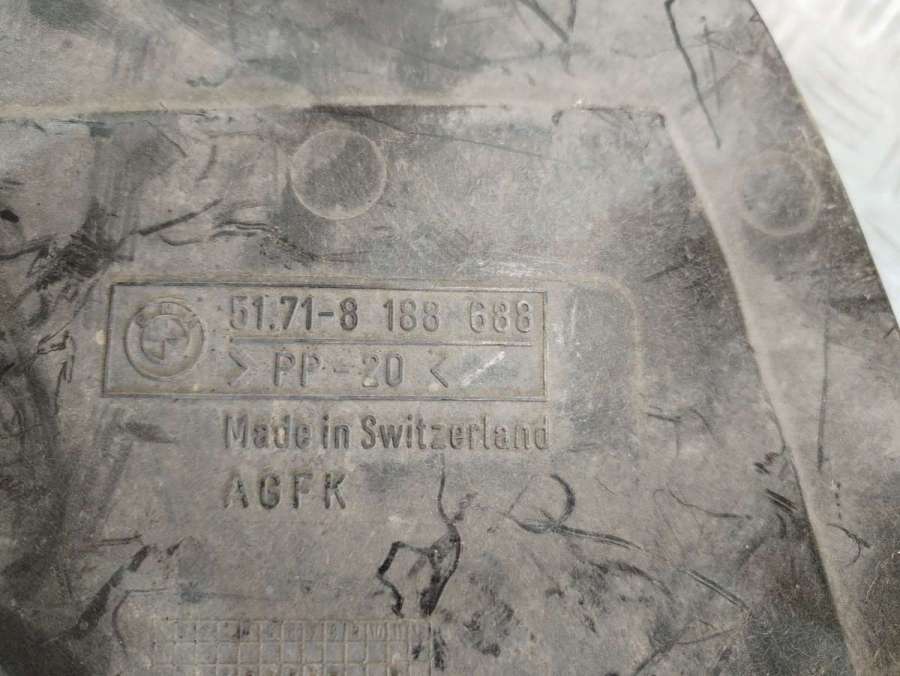 51.71-8 188 688
> PP-20 <
Made in Switzerland
AGFK